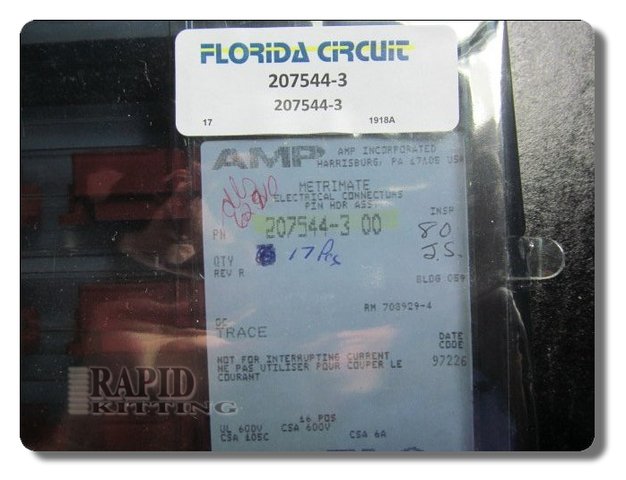 FLORIDA CIRCUIT
207544-3
207544-3
17 1918A
AMP AMP INCORPORATED
HARRISBURG, PA 17105 USA
METRIMATE
ELECTRICAL CONNECTORS
PIN HDR ASSY
INSP
PN 207544-3 00 80
QTY 17 Pcs J.S.
REV R
BLDG 059
RM 703929-4
TRACE
DATE
CODE
NOT FOR INTERRUPTING CURRENT 97226
NE PAS UTILISER POUR COUPER LE
COURANT
RAPID
KITTING
16 POS
UL 600V CSA 600V
CSA 105C CSA 6A